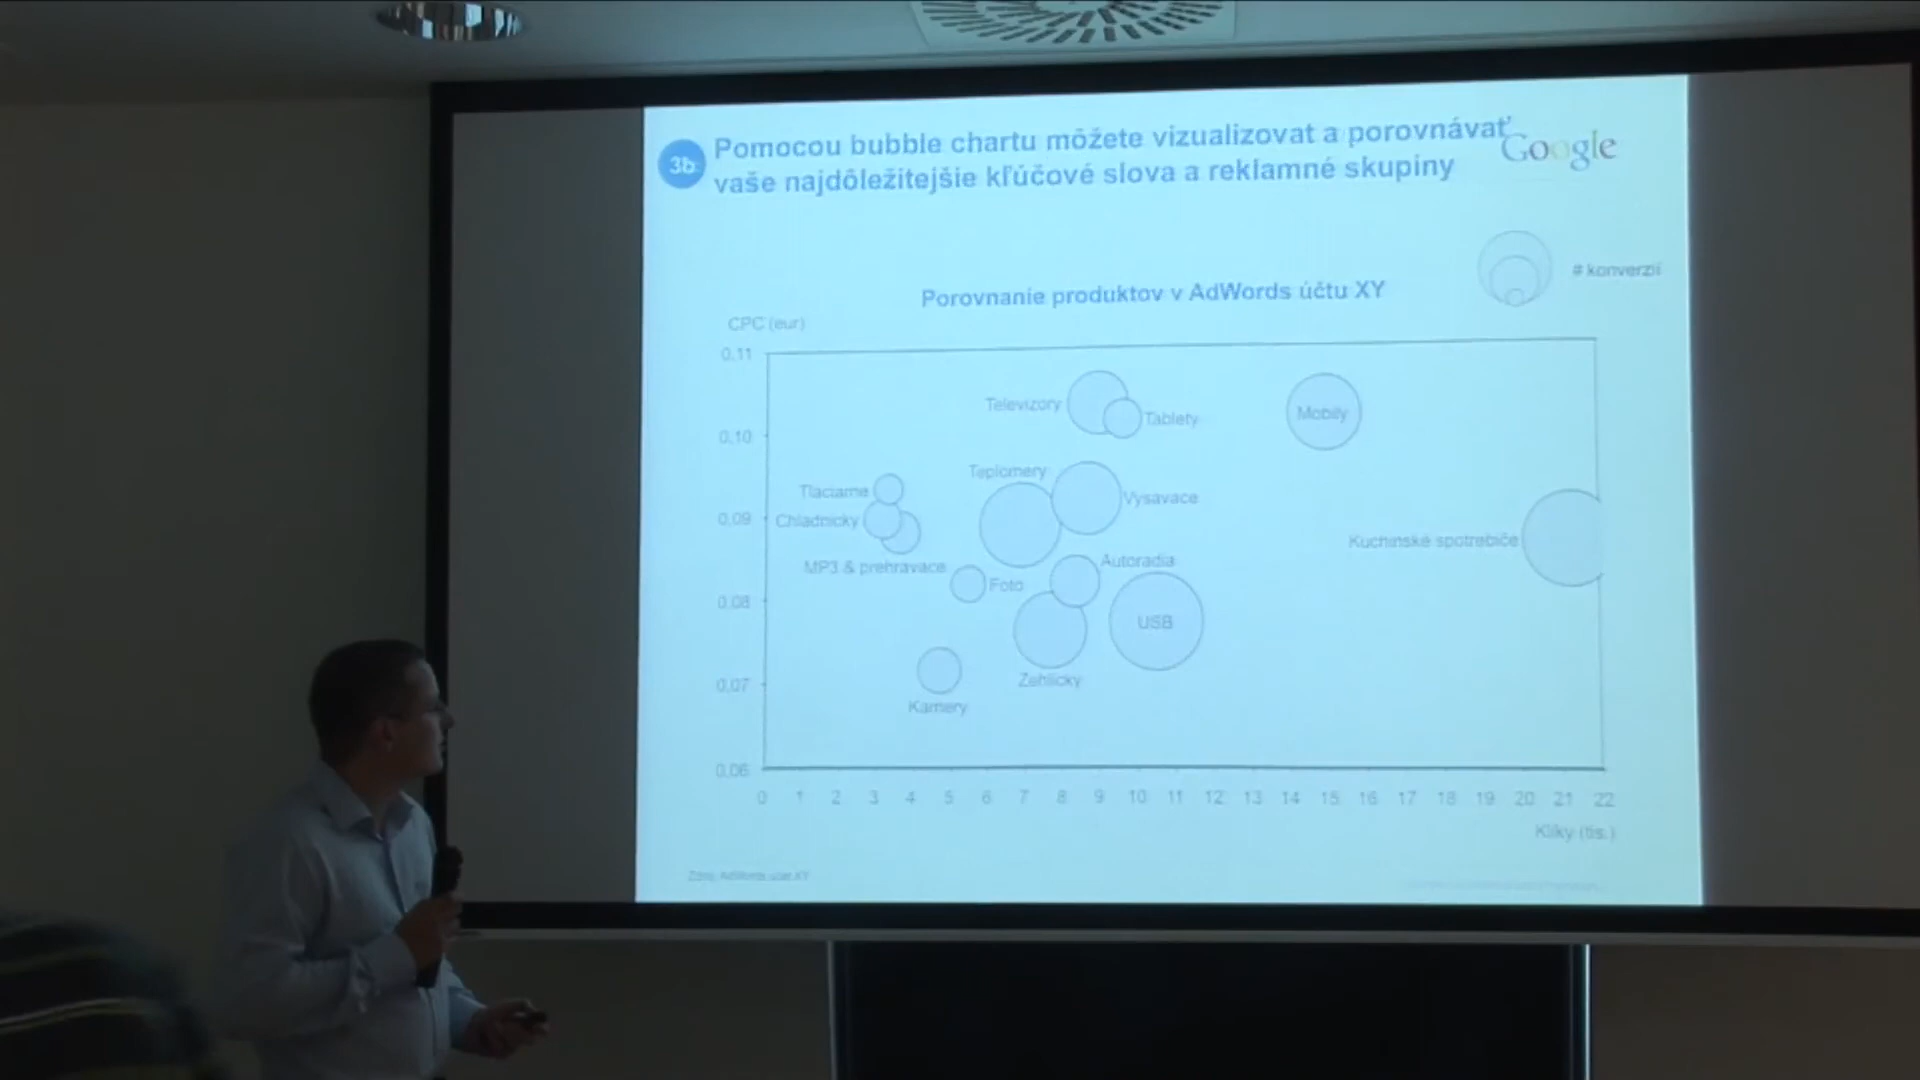 3b
Pomocou bubble chartu môžete vizualizovat a porovnávať
vaše najdôležitejšie kľúčové slova a reklamné skupiny
Google
# konverzií
Porovnanie produktov v AdWords účtu XY
CPC (eur)
0,11
Televízory
Tablety
Mobily
0,10
Teplomery
Tlaciarne
Vysavace
0,09
Chladnicky
Kuchinské spotrebiče
Autoradia
MP3 & prehravace
Foto
0,08
USB
Zehlicky
0,07
Kamery
0,06
0 1 2 3 4 5 6 7 8 9 10 11 12 13 14 15 16 17 18 19 20 21 22
Kliky (tis.)
Zdroj: AdWords účet XY